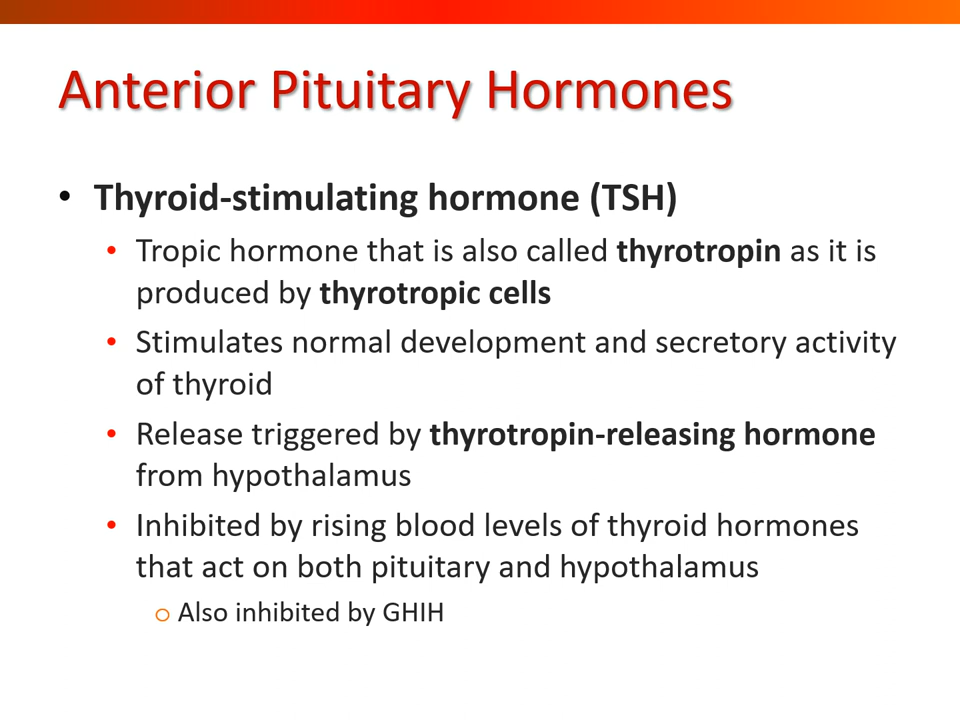 Anterior Pituitary Hormones
• Thyroid-stimulating hormone (TSH)
• Tropic hormone that is also called thyrotropin as it is
produced by thyrotropic cells
• Stimulates normal development and secretory activity
of thyroid
• Release triggered by thyrotropin-releasing hormone
from hypothalamus
• Inhibited by rising blood levels of thyroid hormones
that act on both pituitary and hypothalamus
o Also inhibited by GHIH